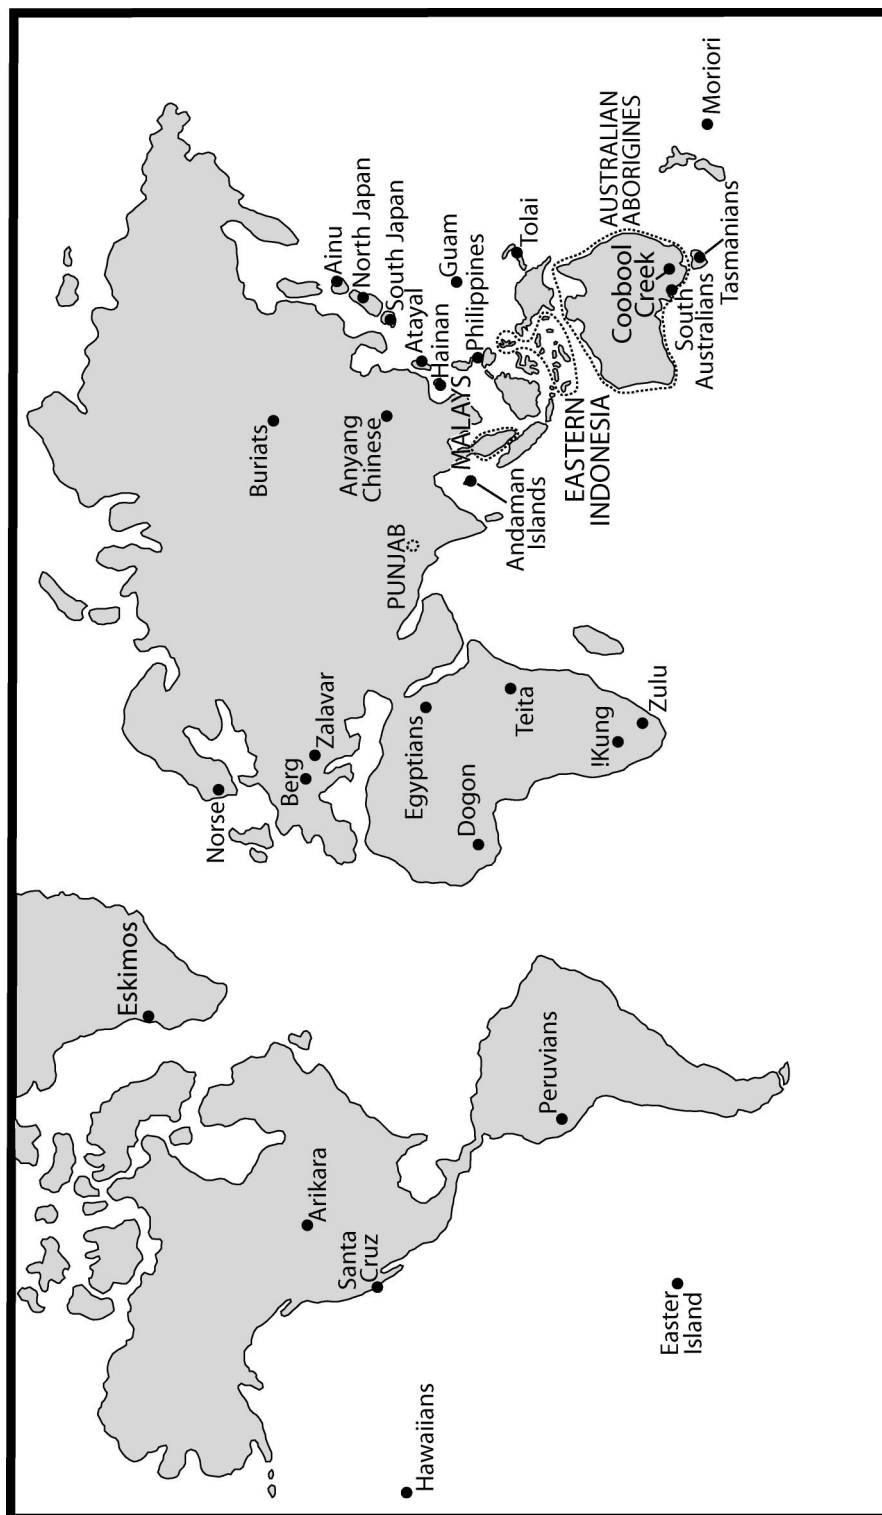 Eskimos
Norse
Buriats
Berg
Zalavar
Arikara
Ainu
North Japan
South Japan
Santa
Cruz
Anyang
Chinese
PUNJAB
Atayal
Hainan
Hawaiians
Egyptians
Guam
MALAYS
Philippines
Dogon
Andaman
Islands
Teita
Tolai
Peruvians
EASTERN
INDONESIA
AUSTRALIAN
ABORIGINES
!Kung
Zulu
Coobool
Creek
South
Australians
Easter
Island
Tasmanians
Moriori